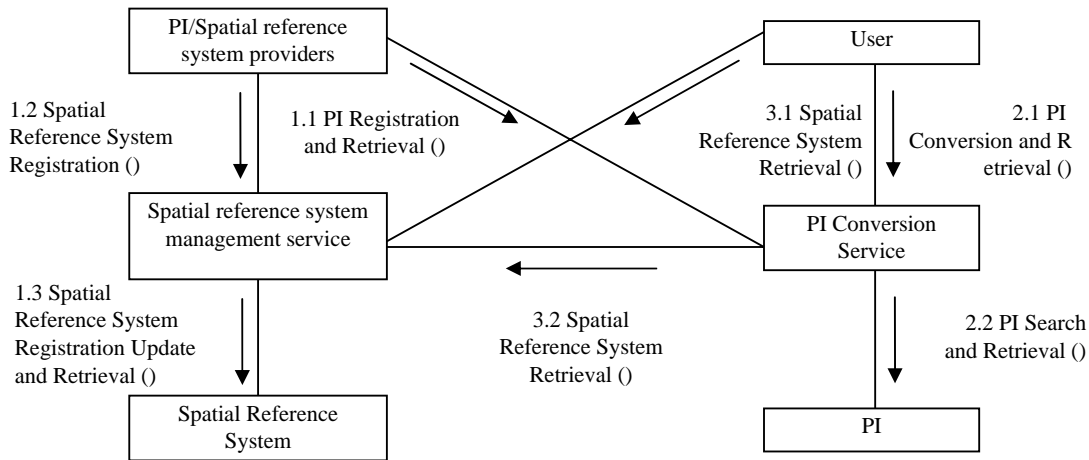 PI/Spatial reference
system providers
User
1.2 Spatial
Reference System
Registration ()
1.1 PI Registration
and Retrieval ()
3.1 Spatial
Reference System
Retrieval ()
2.1 PI
Conversion and R
etrieval ()
Spatial reference system
management service
PI Conversion
Service
1.3 Spatial
Reference System
Registration Update
and Retrieval ()
3.2 Spatial
Reference System
Retrieval ()
2.2 PI Search
and Retrieval ()
Spatial Reference
System
PI